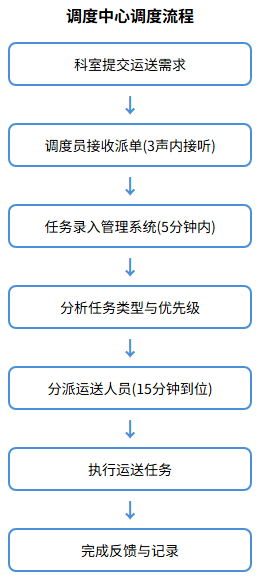 调度中心调度流程
科室提交运送需求
调度员接收派单(3声内接听)
任务录入管理系统(5分钟内)
分析任务类型与优先级
分派运送人员(15分钟到位)
执行运送任务
完成反馈与记录